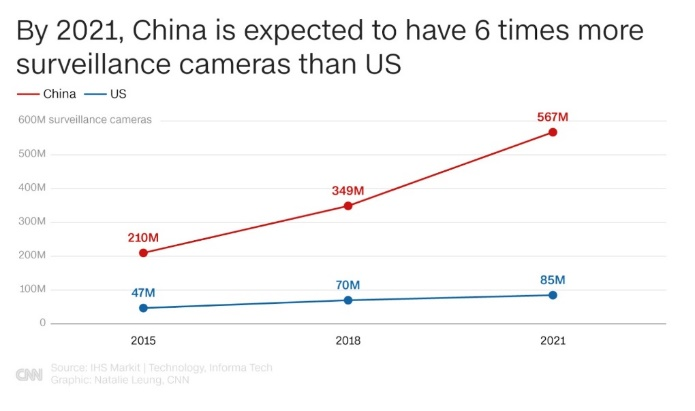 By 2021, China is expected to have 6 times more
surveillance cameras than US
China US
600M surveillance cameras
567M
500M
400M
349M
300M
210M
200M
47M
70M
85M
100M
0
2015 2018 2021
CNN
Source: IHS Markit | Technology, Informa Tech
Graphic: Natalie Leung, CNN